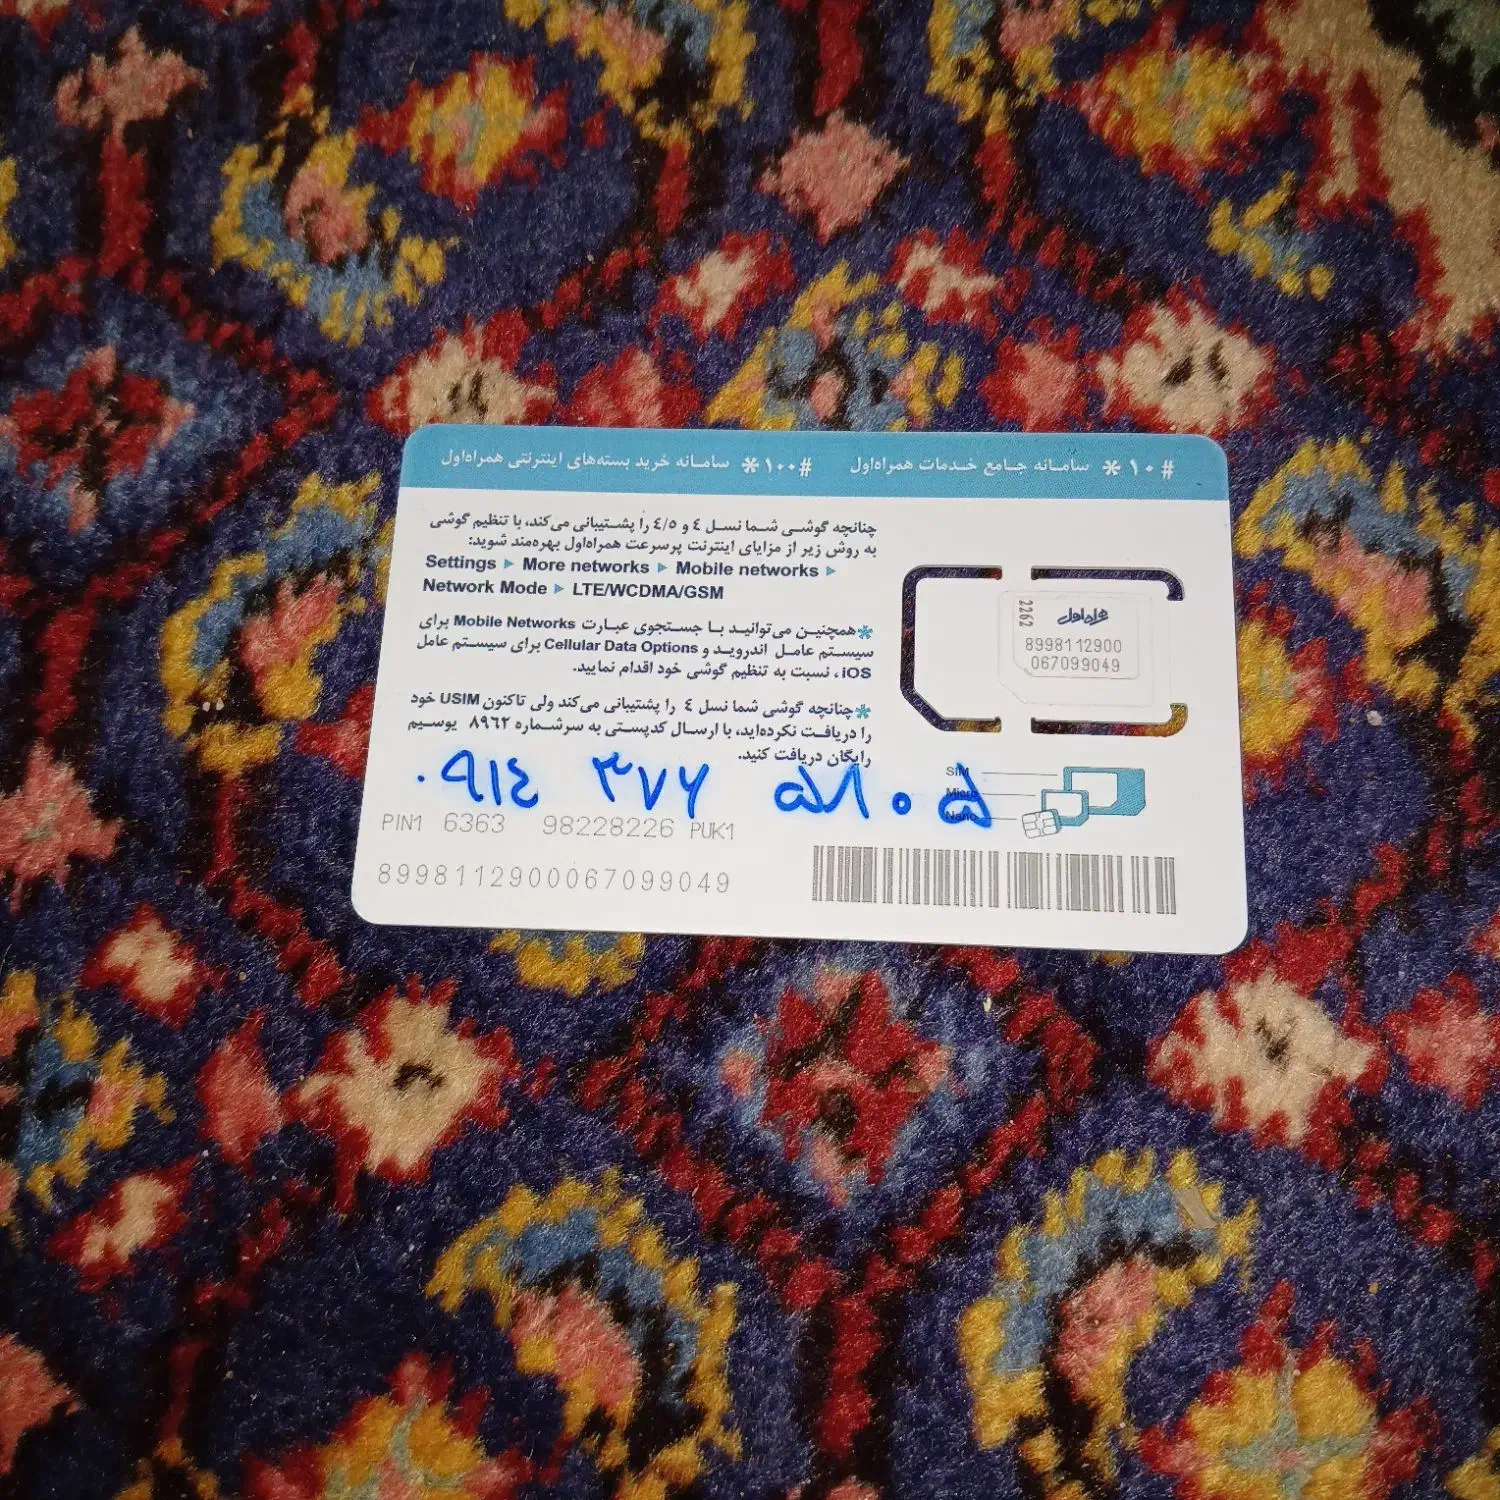 #۱۰* سامانه جامع خدمات همراه‌اول
#۱۰۰* سامانه خرید بسته‌های اینترنتی همراه‌اول
چنانچه گوشی شما نسل ٤ و ٤/٥ را پشتیبانی می‌کند، با تنظیم گوشی
به روش زیر از مزایای اینترنت پرسرعت همراه‌اول بهره‌مند شوید:
Settings ▶ More networks ▶ Mobile networks ▶
Network Mode ▶ LTE/WCDMA/GSM
*همچنین می‌توانید با جستجوی عبارت Mobile Networks برای
سیستم عامل اندروید و Cellular Data Options برای سیستم عامل
iOS، نسبت به تنظیم گوشی خود اقدام نمایید.
*چنانچه گوشی شما نسل ٤ را پشتیبانی می‌کند ولی تاکنون USIM خود
را دریافت نکرده‌اید، با ارسال کدپستی به سرشماره ۸۹۶۲ یوسیم
رایگان دریافت کنید.
۰۹۱٤ ۳۷۶ ۵۸۰۵
PIN1 6363 98228226 PUK1
8998112900067099049
همراه‌اول
2262
8998112900
067099049
SIM
Micro
Nano